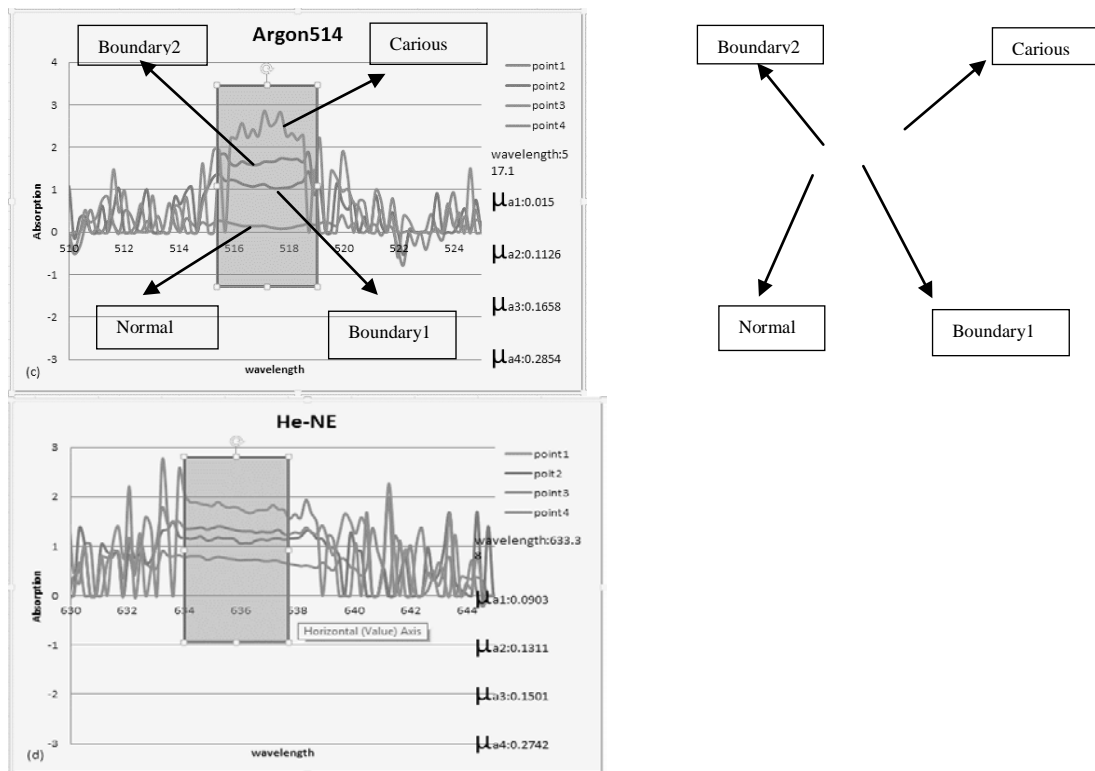 Boundary2
Argon514
Carious
4
3
2
1
0
-1
-2
-3
Absorption
510 512 514 516 518 520 522 524
point1
point2
point3
point4
wavelength:5
17.1
μa1:0.015
μa2:0.1126
μa3:0.1658
μa4:0.2854
Normal
Boundary1
(c)
wavelength
Boundary2
Carious
Normal
Boundary1
He-NE
3
2
1
0
-1
-2
-3
Absorption
630 632 634 636 638 640 642 644
point1
poit2
point3
point4
wavelength:633.3
8
μa1:0.0903
Horizontal (Value) Axis
μa2:0.1311
μa3:0.1501
μa4:0.2742
(d)
wavelength